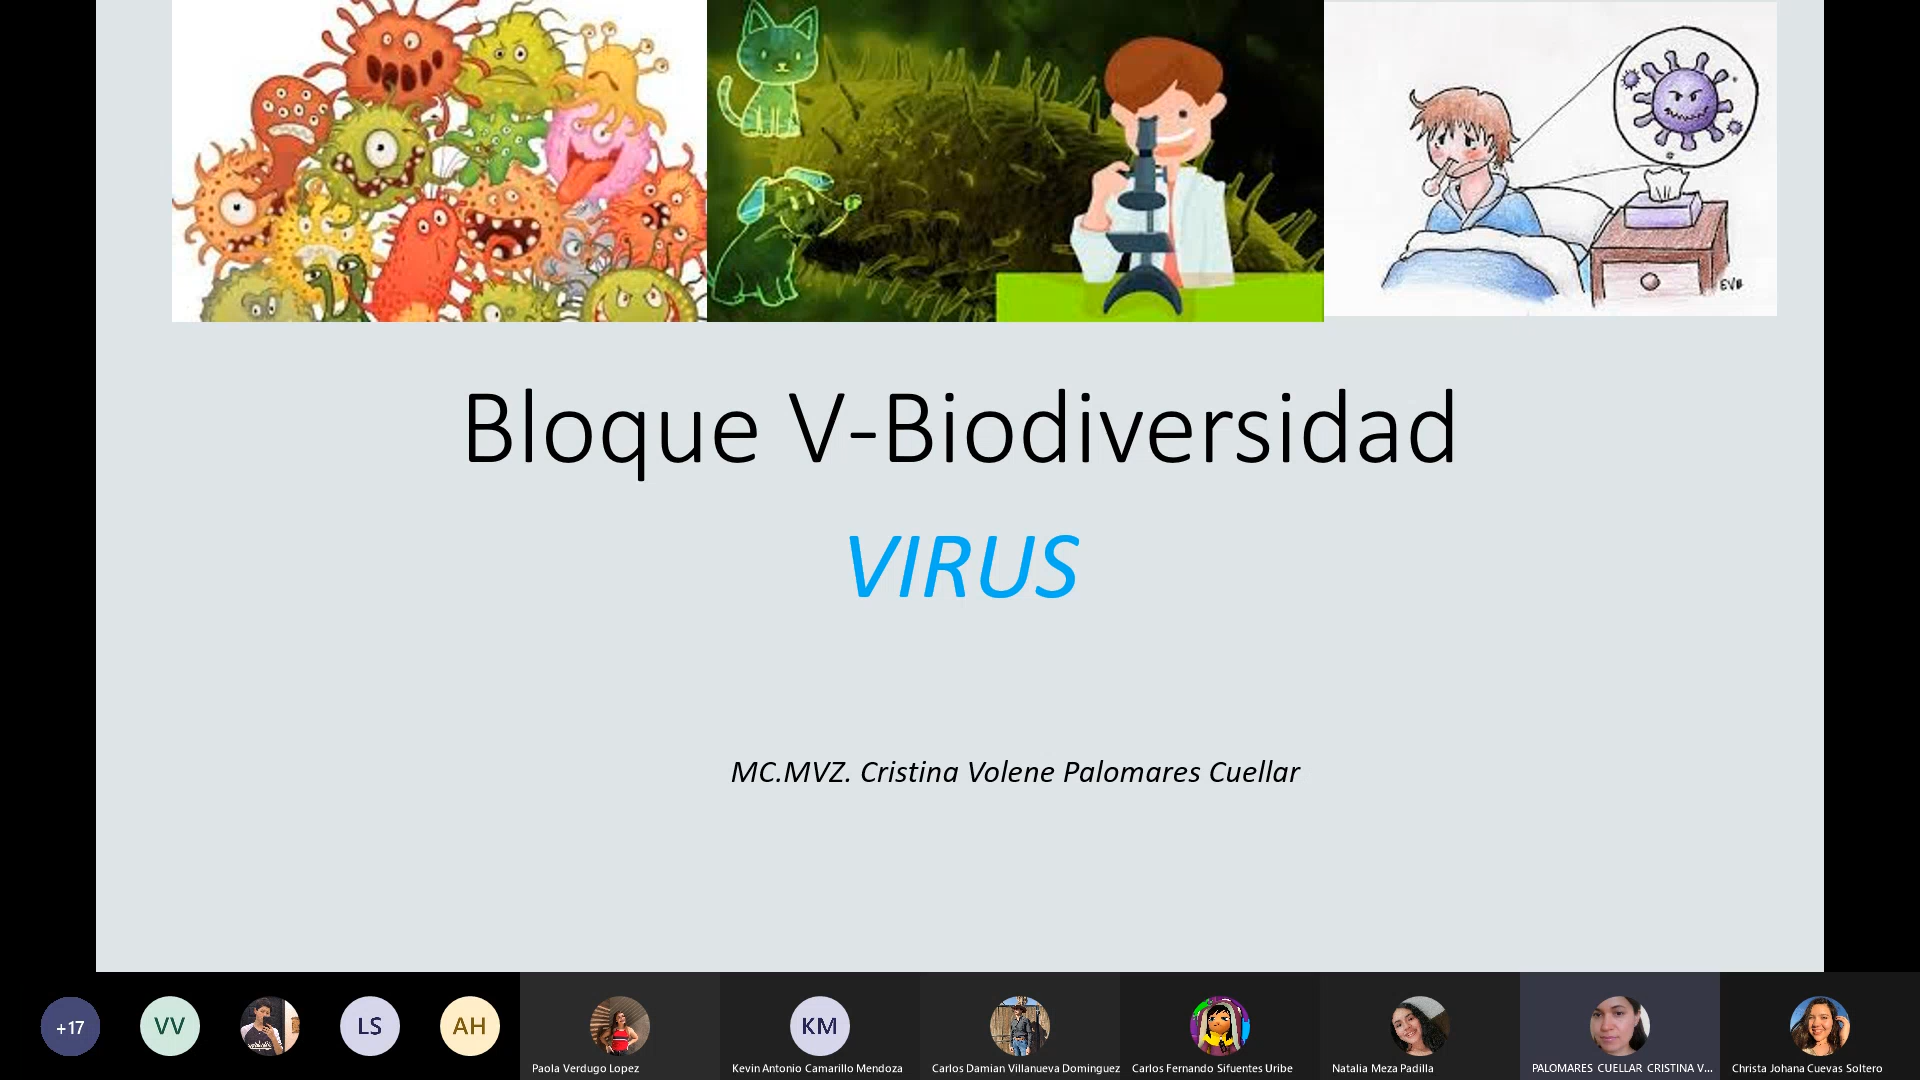 EVB
Bloque V-Biodiversidad
VIRUS
MC.MVZ. Cristina Volene Palomares Cuellar
+17
VV
LS
AH
KM
Paola Verdugo Lopez
Kevin Antonio Camarillo Mendoza
Carlos Damian Villanueva Dominguez
Carlos Fernando Sifuentes Uribe
Natalia Meza Padilla
PALOMARES CUELLAR CRISTINA V...
Christa Johana Cuevas Soltero